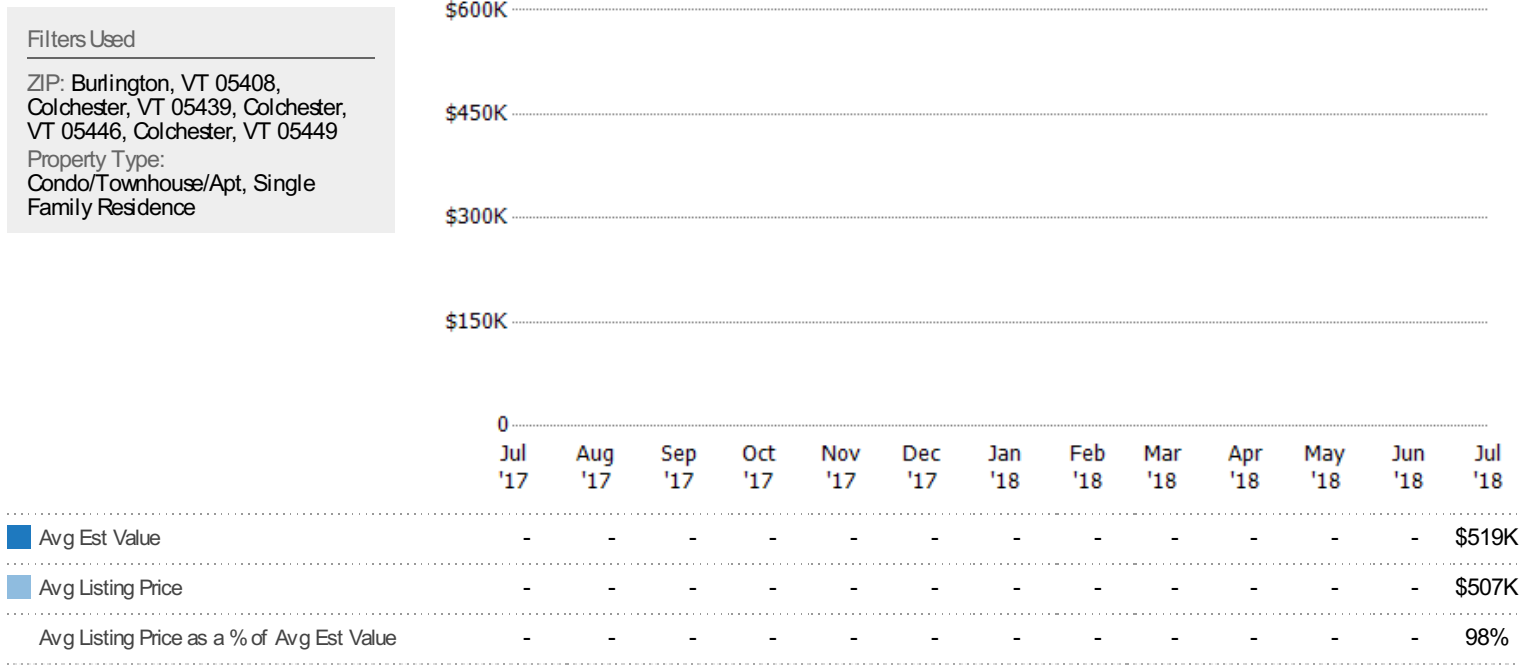 Filters Used
ZIP: Burlington, VT 05408,
Colchester, VT 05439, Colchester,
VT 05446, Colchester, VT 05449
Property Type:
Condo/Townhouse/Apt, Single
Family Residence
$600K
$450K
$300K
$150K
0
Jul Aug Sep Oct Nov Dec Jan Feb Mar Apr May Jun Jul
'17 '17 '17 '17 '17 '17 '18 '18 '18 '18 '18 '18 '18
Avg Est Value - - - - - - - - - - - - $519K
Avg Listing Price - - - - - - - - - - - - $507K
Avg Listing Price as a % of Avg Est Value - - - - - - - - - - - - 98%